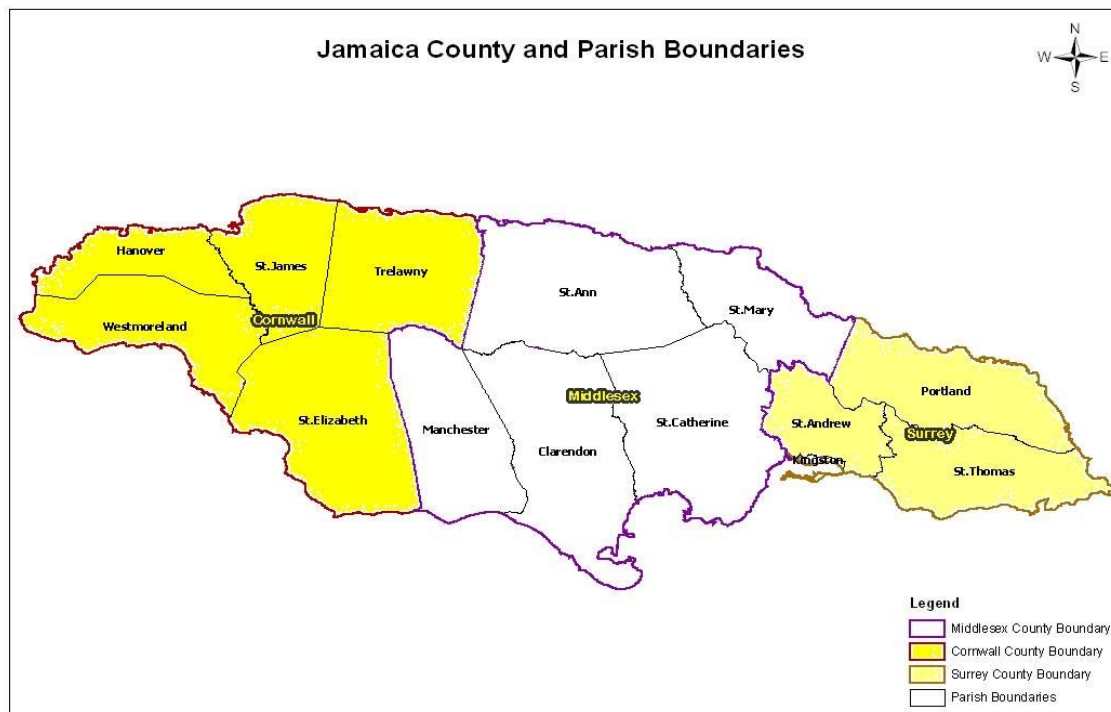 Jamaica County and Parish Boundaries
N
W E
S
Hanover
St.James
Trelawny
St.Ann
St.Mary
Westmoreland
Cornwall
St.Elizabeth
Manchester
Middlesex
Clarendon
St.Catherine
St.Andrew
Kingston
Portland
Surrey
St.Thomas
Legend
Middlesex County Boundary
Cornwall County Boundary
Surrey County Boundary
Parish Boundaries